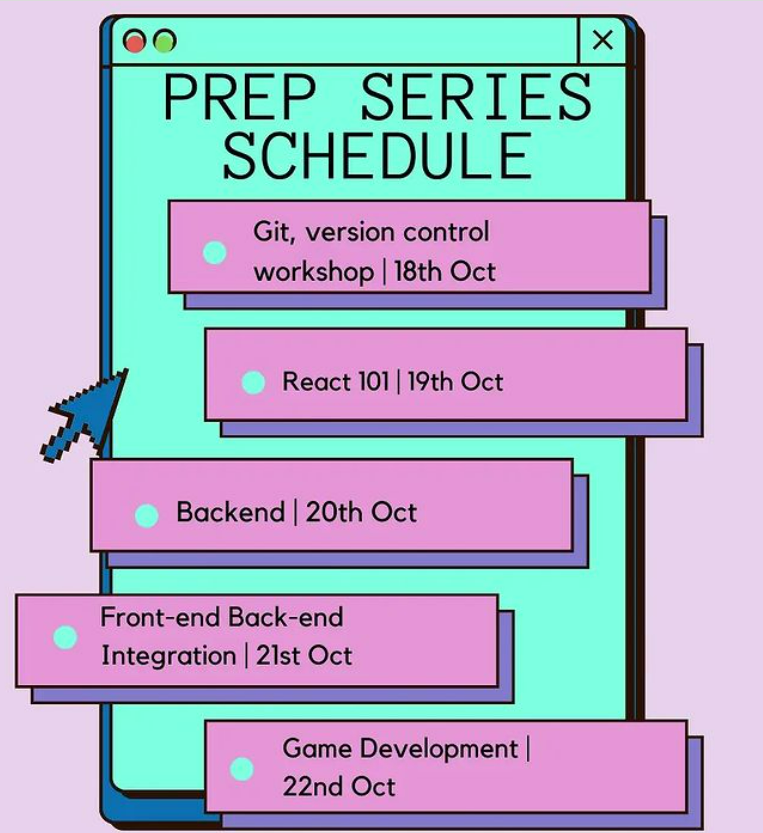 PREP SERIES
SCHEDULE
Git, version control
workshop | 18th Oct
React 101 | 19th Oct
Backend | 20th Oct
Front-end Back-end
Integration | 21st Oct
Game Development |
22nd Oct